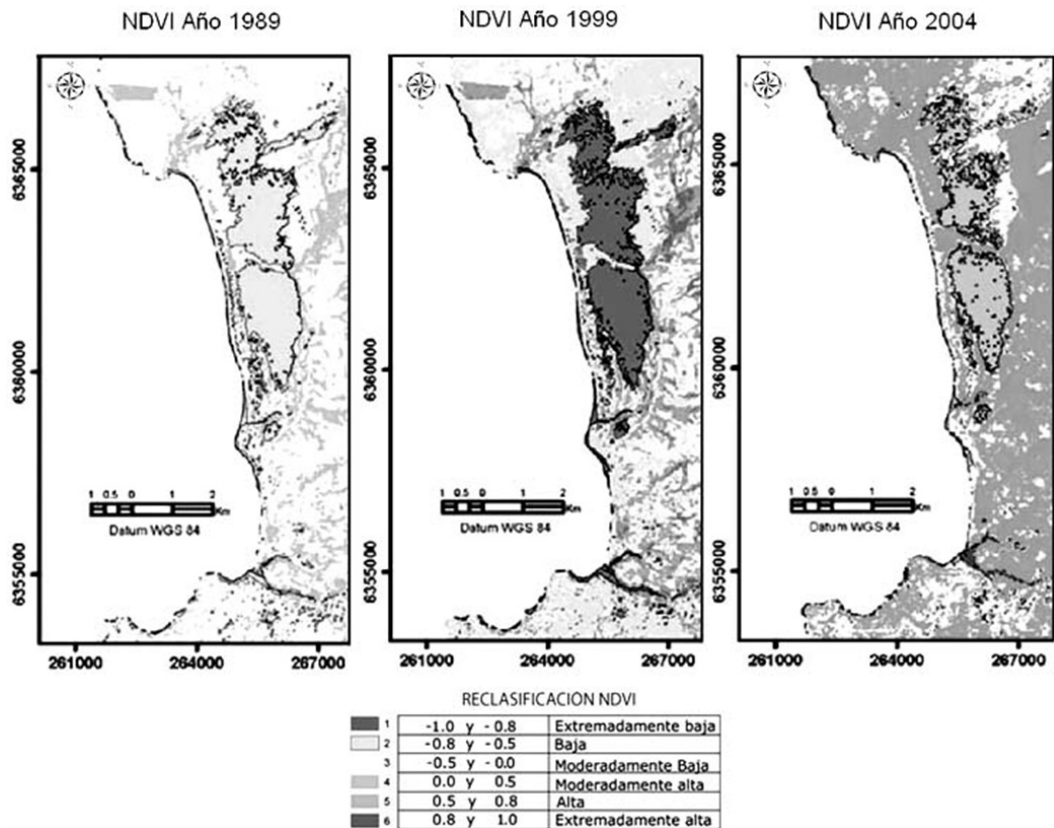 NDVI Año 1989
NDVI Año 1999
NDVI Año 2004
6365000
6360000
6355000
1 0.5 0 1 2
Km
Datum WGS 84
261000 264000 267000
6365000
6360000
6355000
1 0.5 0 1 2
Km
Datum WGS 84
261000 264000 267000
6365000
6360000
6355000
1 0.5 0 1 2
Km
Datum WGS 84
261000 264000 267000
RECLASIFICACION NDVI
1 -1.0 y -0.8 Extremadamente baja
2 -0.8 y -0.5 Baja
3 -0.5 y -0.0 Moderadamente Baja
4 0.0 y 0.5 Moderadamente alta
5 0.5 y 0.8 Alta
6 0.8 y 1.0 Extremadamente alta